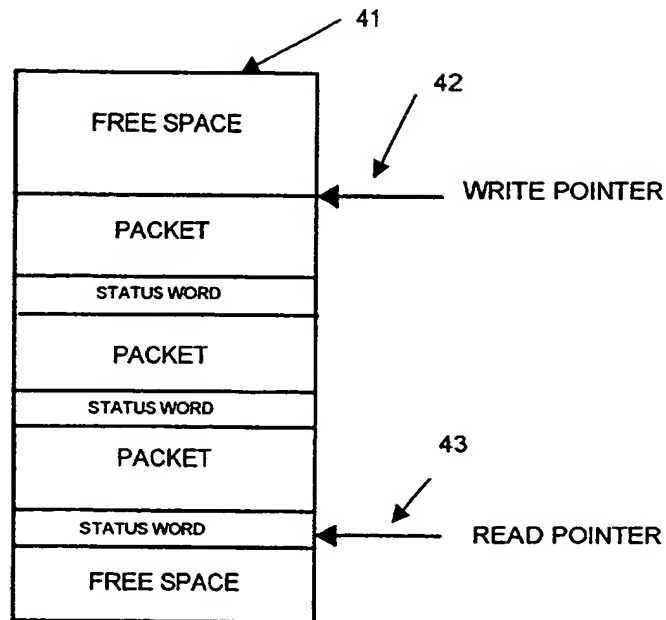 41
42
FREE SPACE
WRITE POINTER
PACKET
STATUS WORD
PACKET
STATUS WORD
PACKET
43
STATUS WORD
READ POINTER
FREE SPACE